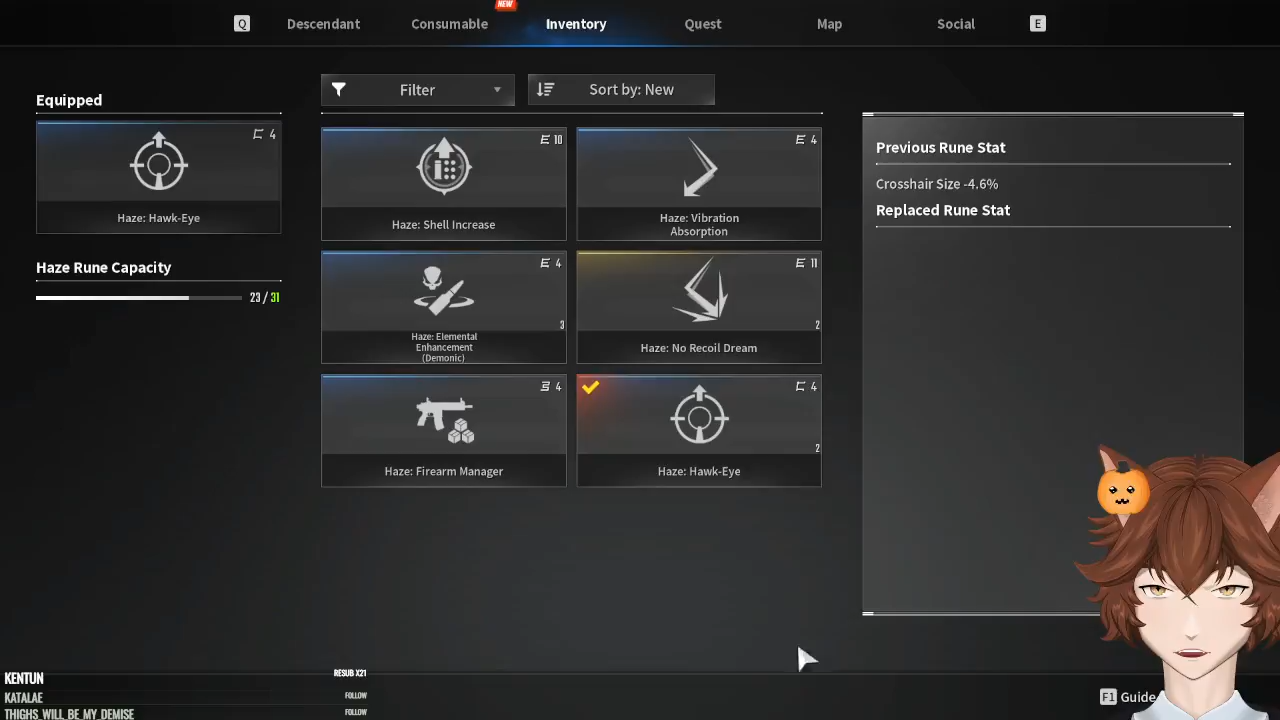 NEW
Q
Descendant
Consumable
Inventory
Quest
Map
Social
E
Equipped
4
Haze: Hawk-Eye
Haze Rune Capacity
23 / 31
Filter
Sort by: New
10
Haze: Shell Increase
4
Haze: Vibration
Absorption
4
3
Haze: Elemental
Enhancement
(Demonic)
11
2
Haze: No Recoil Dream
4
Haze: Firearm Manager
4
2
Haze: Hawk-Eye
Previous Rune Stat
Crosshair Size -4.6%
Replaced Rune Stat
KENTUN
RESUB X21
KATALAE
FOLLOW
THIGHS_WILL_BE_MY_DEMISE
FOLLOW
F1 Guide